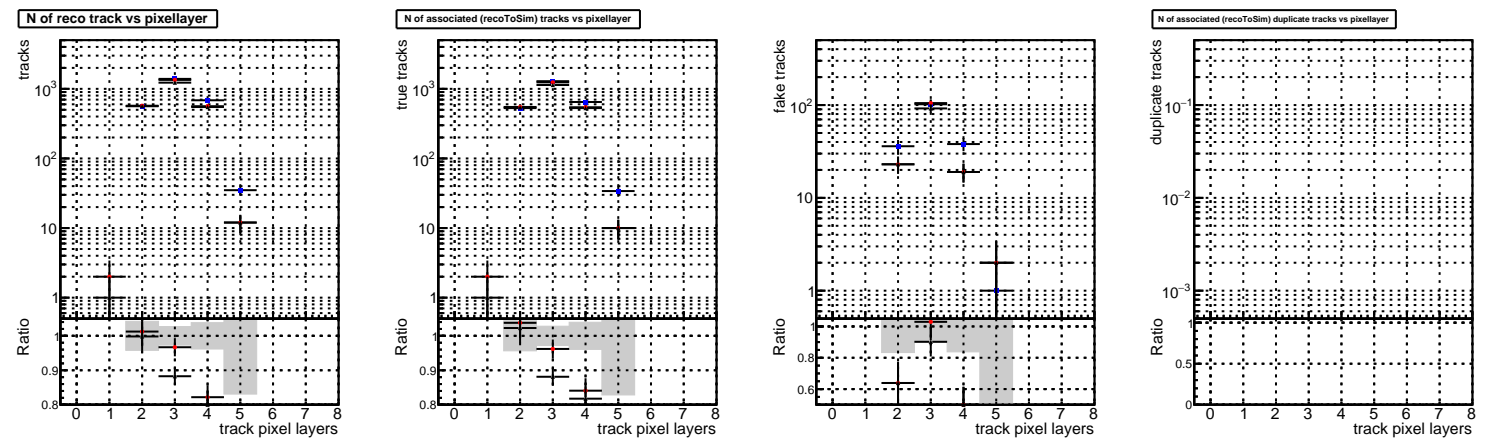 N of reco track vs pixellayer
tracks
10³
10²
10
1
Ratio
1
0.9
0.8
0 1 2 3 4 5 6 7 8
track pixel layers
N of associated (recoToSim) tracks vs pixellayer
true tracks
10³
10²
10
1
Ratio
1
0.9
0.8
0 1 2 3 4 5 6 7 8
track pixel layers
fake tracks
10²
10
1
Ratio
1
0.8
0.6
0 1 2 3 4 5 6 7 8
track pixel layers
N of associated (recoToSim) duplicate tracks vs pixellayer
duplicate tracks
10⁻¹
10⁻²
10⁻³
Ratio
1
0.5
0
0 1 2 3 4 5 6 7 8
track pixel layers